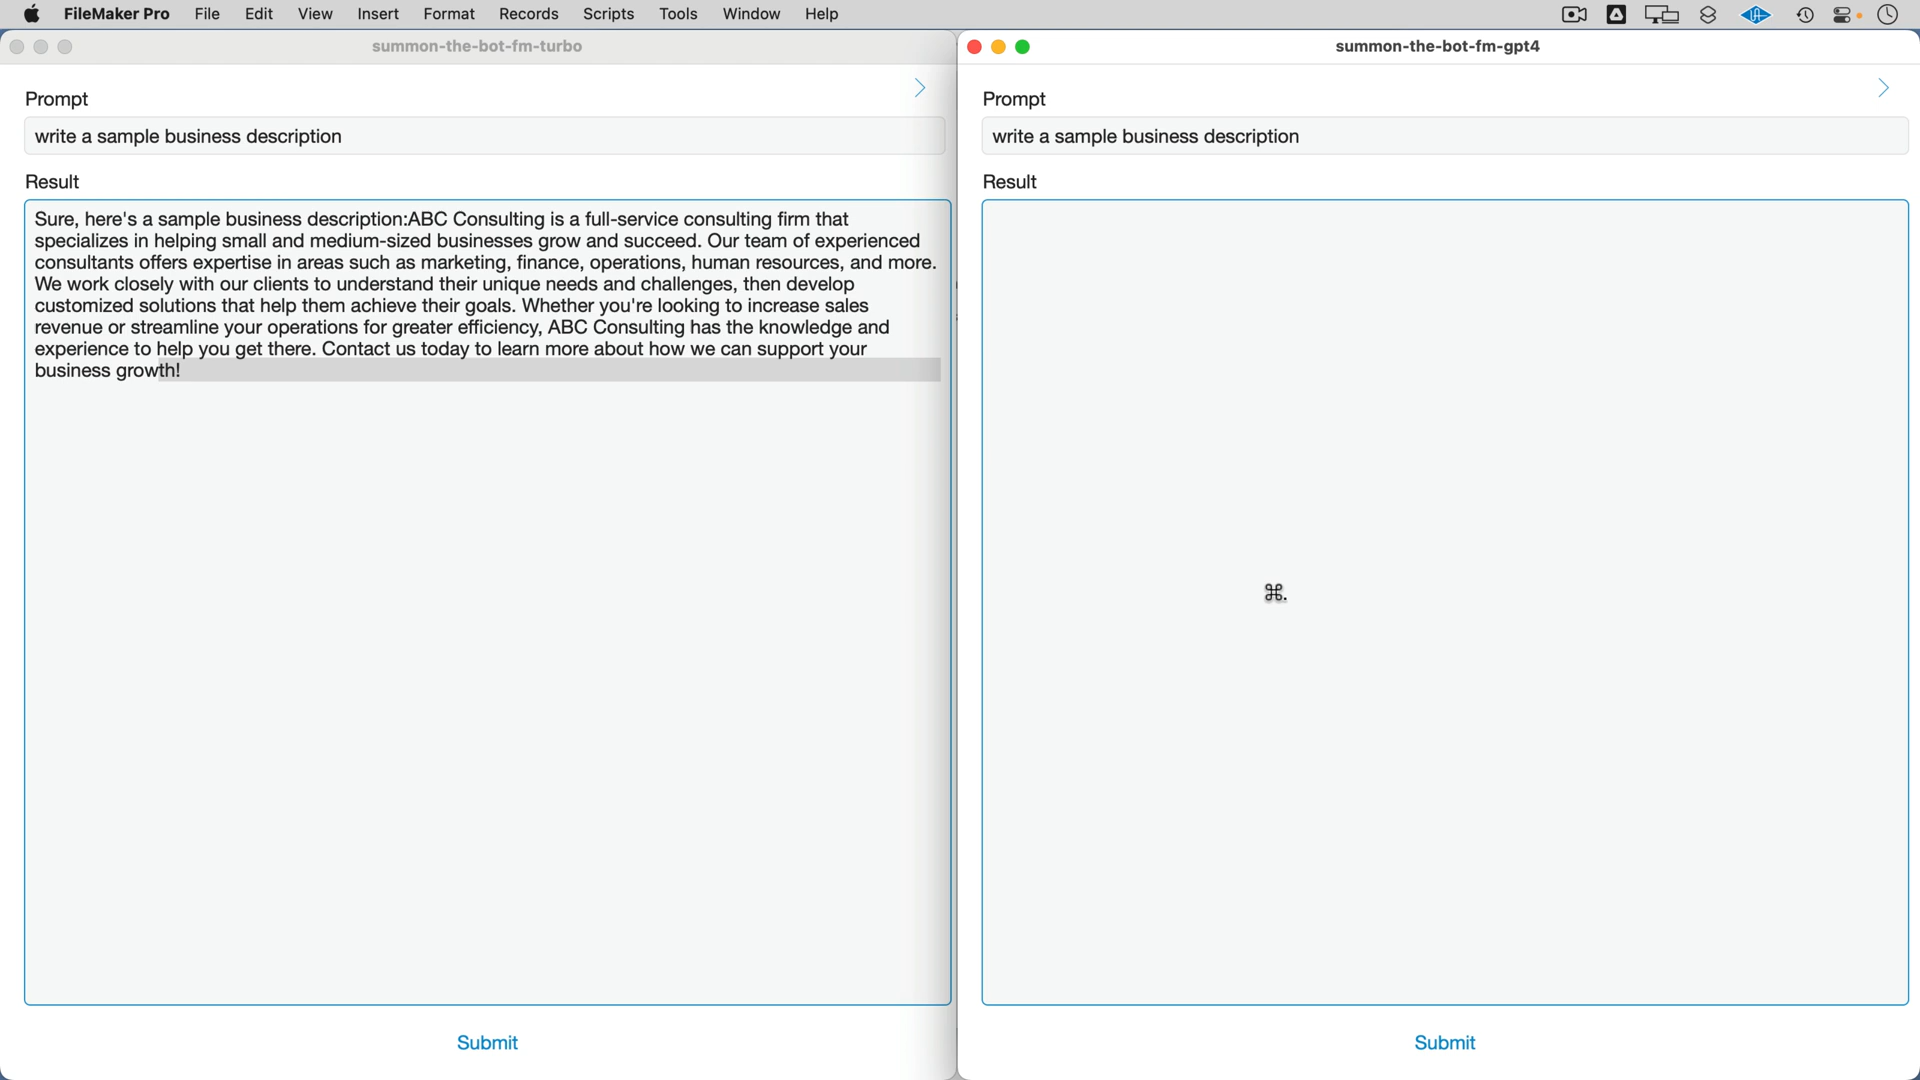 FileMaker Pro File Edit View Insert Format Records Scripts Tools Window Help
summon-the-bot-fm-turbo
Prompt
write a sample business description
Result
Sure, here's a sample business description:ABC Consulting is a full-service consulting firm that
specializes in helping small and medium-sized businesses grow and succeed. Our team of experienced
consultants offers expertise in areas such as marketing, finance, operations, human resources, and more.
We work closely with our clients to understand their unique needs and challenges, then develop
customized solutions that help them achieve their goals. Whether you're looking to increase sales
revenue or streamline your operations for greater efficiency, ABC Consulting has the knowledge and
experience to help you get there. Contact us today to learn more about how we can support your
business growth!
Submit
summon-the-bot-fm-gpt4
Prompt
write a sample business description
Result
⌘.
Submit